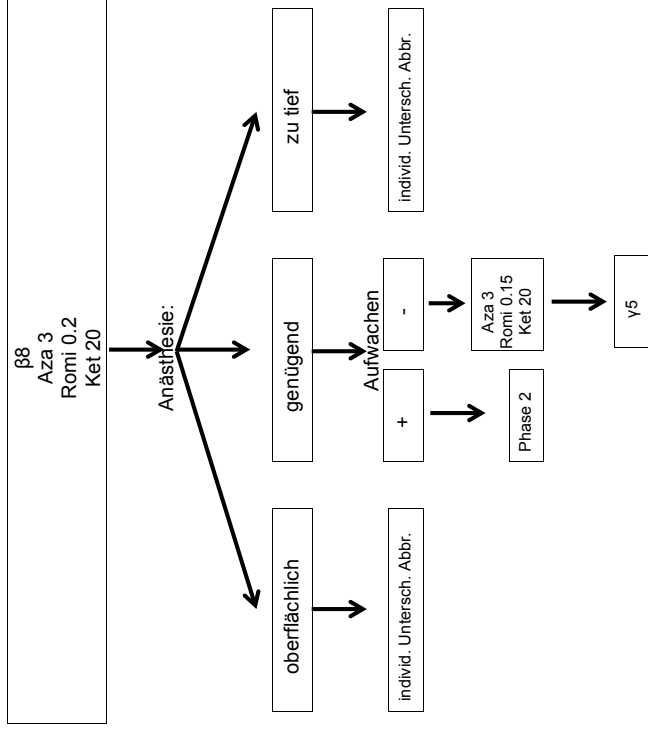 β8
Aza 3
Romi 0.2
Ket 20
Anästhesie:
oberflächlich
genügend
zu tief
individ. Untersch. Abbr.
Aufwachen
individ. Untersch. Abbr.
+
-
Phase 2
Aza 3
Romi 0.15
Ket 20
γ5